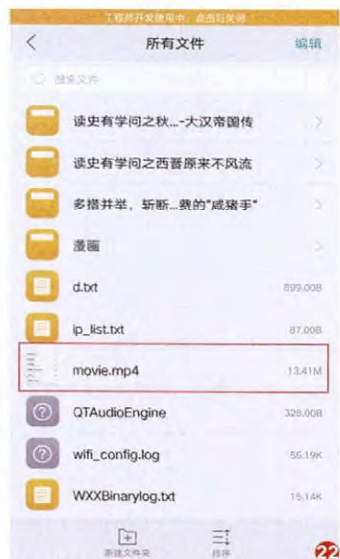 工程师开发使用中，点击可关闭
所有文件
编辑
搜索文件
读史有学问之秋...-大汉帝国传
读史有学问之西晋原来不风流
多措并举，斩断...费的"咸猪手"
漫画
d.txt
899.00B
ip_list.txt
87.00B
movie.mp4
13.41M
QTAudioEngine
328.00B
wifi_config.log
55.19K
WXXBinarylog.txt
15.14K
新建文件夹
排序
22